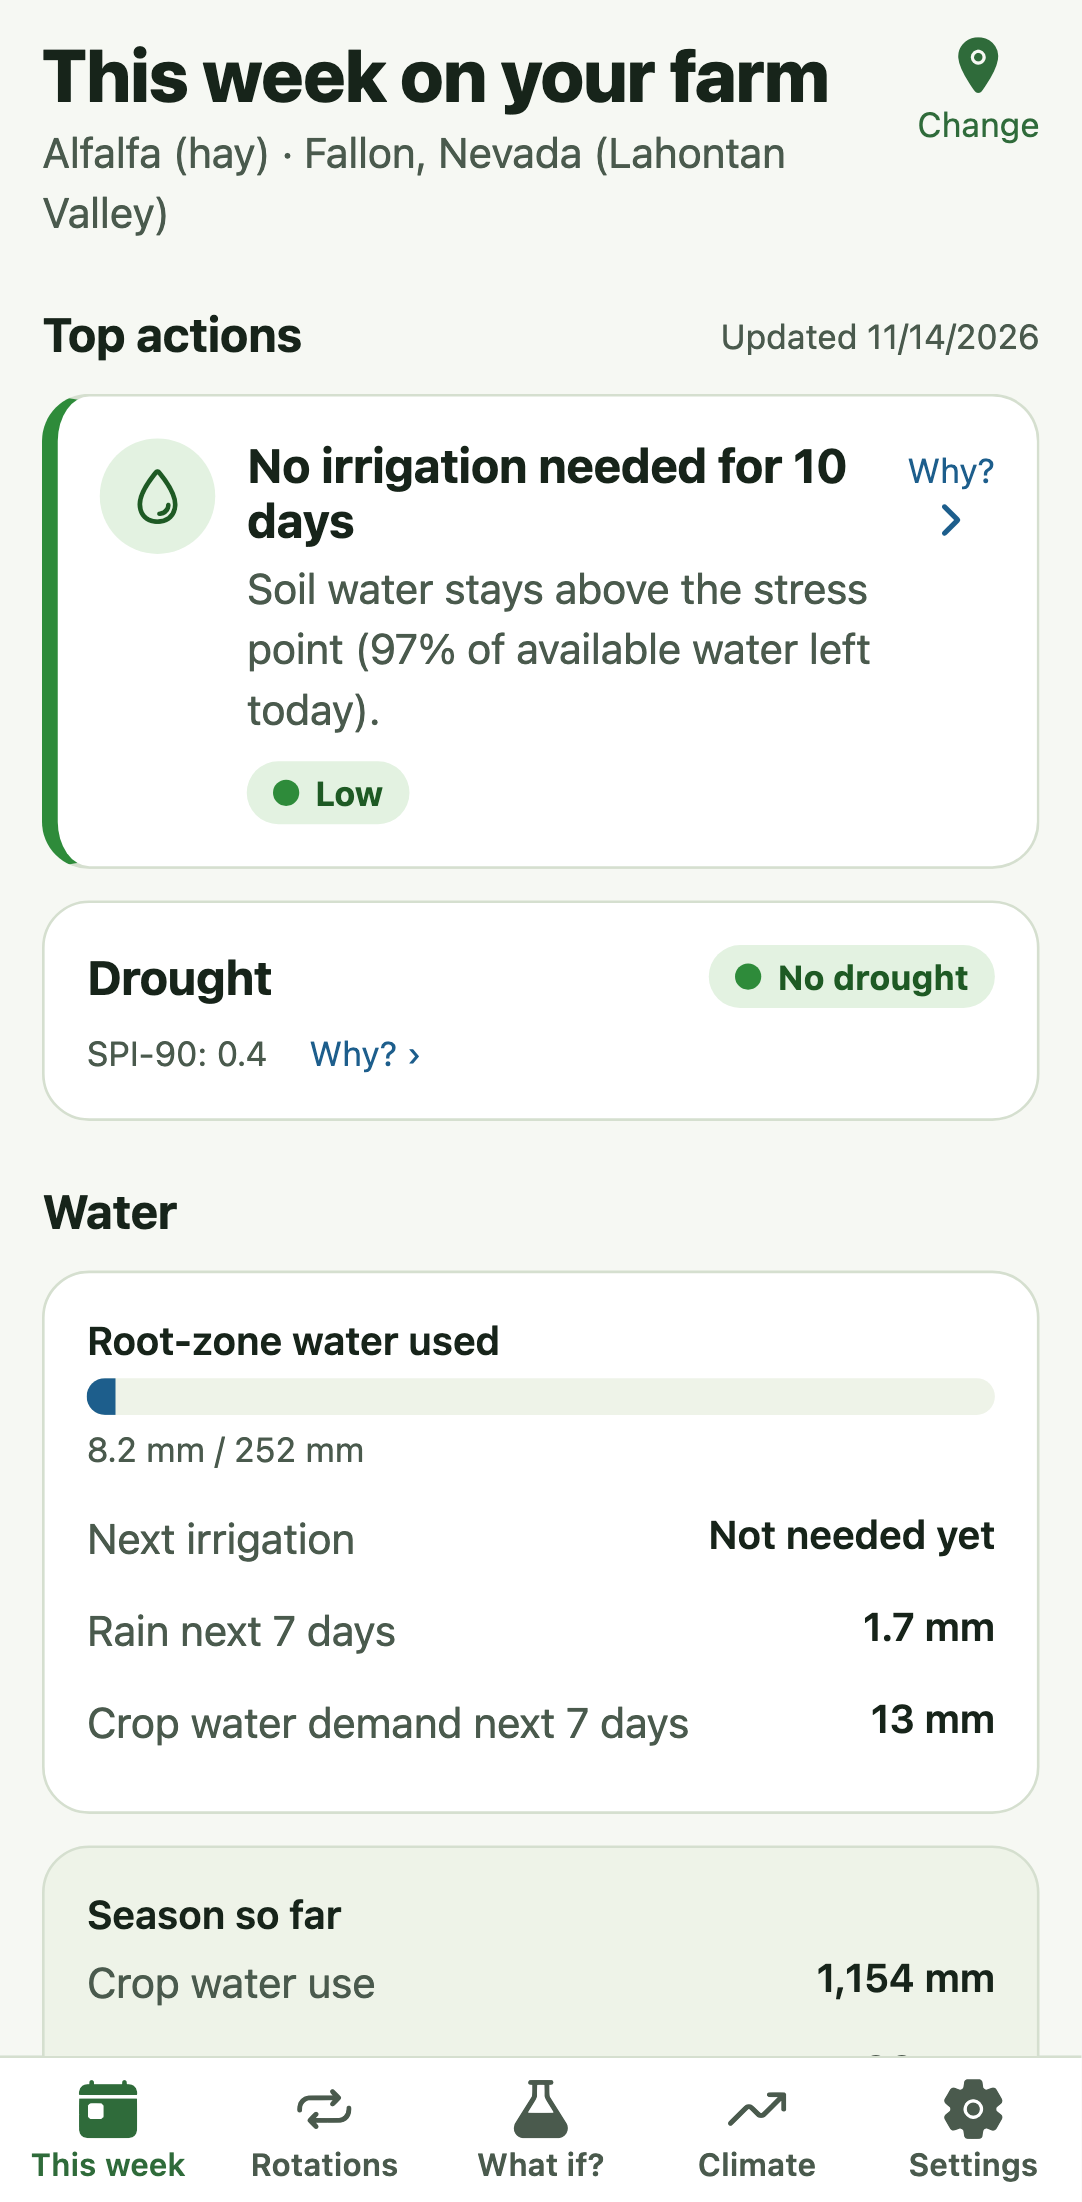 This week on your farm
Change
Alfalfa (hay) · Fallon, Nevada (Lahontan
Valley)
Top actions
Updated 11/14/2026
No irrigation needed for 10
days
Why?
Soil water stays above the stress
point (97% of available water left
today).
Low
Drought
No drought
SPI-90: 0.4
Why? ›
Water
Root-zone water used
8.2 mm / 252 mm
Next irrigation
Not needed yet
Rain next 7 days
1.7 mm
Crop water demand next 7 days
13 mm
Season so far
Crop water use
1,154 mm
This week
Rotations
What if?
Climate
Settings